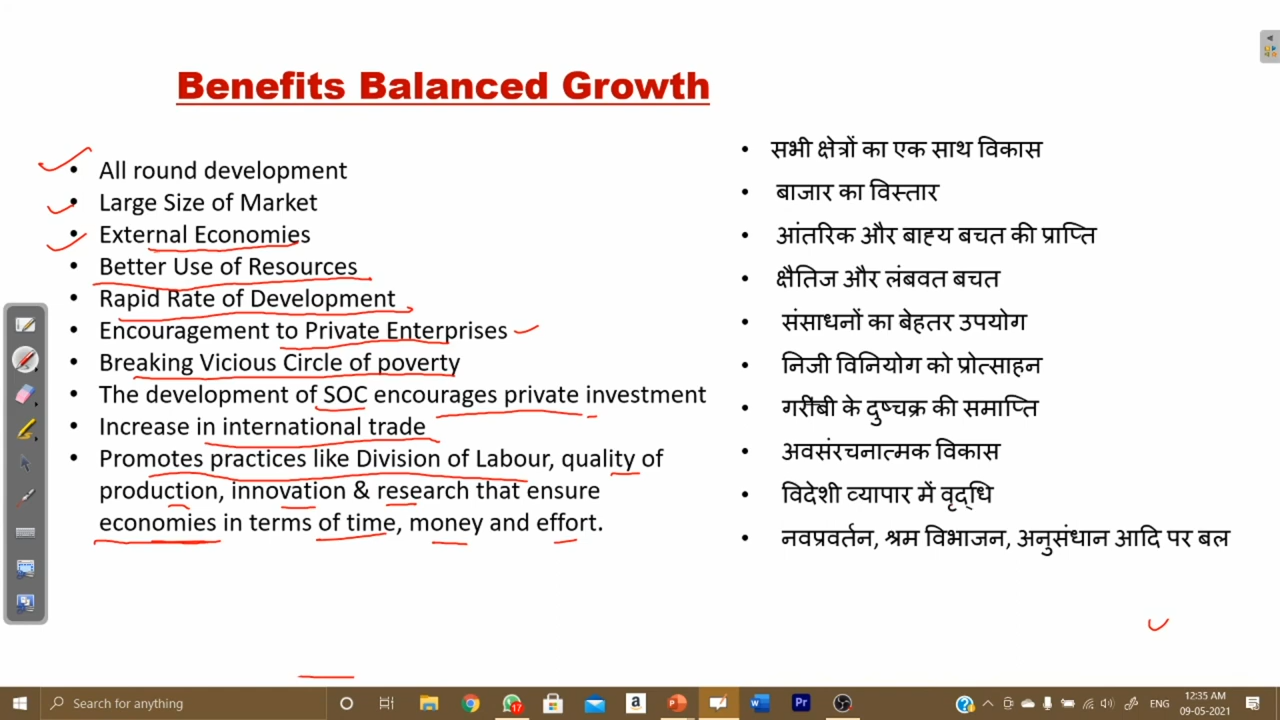 Benefits Balanced Growth
• All round development
• Large Size of Market
• External Economies
• Better Use of Resources
• Rapid Rate of Development
• Encouragement to Private Enterprises
• Breaking Vicious Circle of poverty
• The development of SOC encourages private investment
• Increase in international trade
• Promotes practices like Division of Labour, quality of
production, innovation & research that ensure
economies in terms of time, money and effort.
• सभी क्षेत्रों का एक साथ विकास
• बाजार का विस्तार
• आंतरिक और बाह्य बचत की प्राप्ति
• क्षैतिज और लंबवत बचत
• संसाधनों का बेहतर उपयोग
• निजी विनियोग को प्रोत्साहन
• गरीबी के दुष्चक्र की समाप्ति
• अवसंरचनात्मक विकास
• विदेशी व्यापार में वृद्धि
• नवप्रवर्तन, श्रम विभाजन, अनुसंधान आदि पर बल
Search for anything
17
a
P
W
Pr
ENG
12:35 AM
09-05-2021